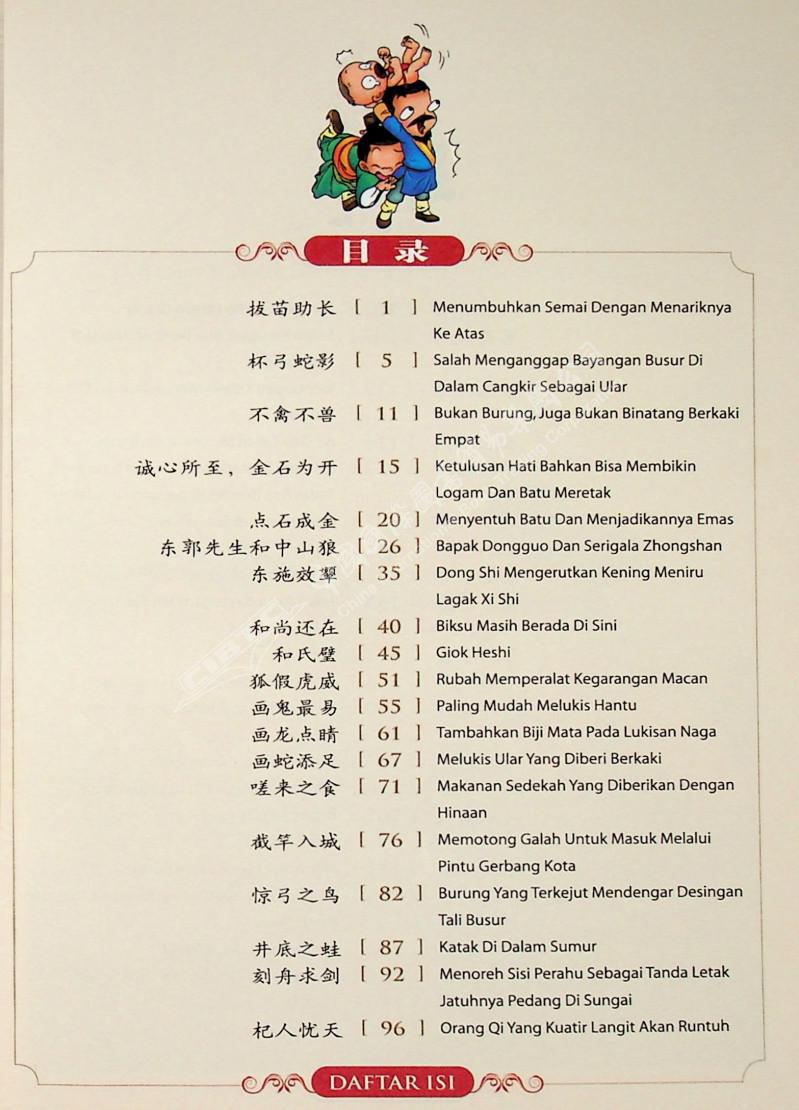 目录
拔苗助长 [ 1 ] Menumbuhkan Semai Dengan Menariknya
Ke Atas
杯弓蛇影 [ 5 ] Salah Menganggap Bayangan Busur Di
Dalam Cangkir Sebagai Ular
不禽不兽 [ 11 ] Bukan Burung, Juga Bukan Binatang Berkaki
Empat
诚心所至，金石为开 [ 15 ] Ketulusan Hati Bahkan Bisa Membikin
Logam Dan Batu Meretak
点石成金 [ 20 ] Menyentuh Batu Dan Menjadikannya Emas
东郭先生和中山狼 [ 26 ] Bapak Dongguo Dan Serigala Zhongshan
东施效颦 [ 35 ] Dong Shi Mengerutkan Kening Meniru
Lagak Xi Shi
和尚还在 [ 40 ] Biksu Masih Berada Di Sini
和氏璧 [ 45 ] Giok Heshi
狐假虎威 [ 51 ] Rubah Memperalat Kegarangan Macan
画鬼最易 [ 55 ] Paling Mudah Melukis Hantu
画龙点睛 [ 61 ] Tambahkan Biji Mata Pada Lukisan Naga
画蛇添足 [ 67 ] Melukis Ular Yang Diberi Berkaki
嗟来之食 [ 71 ] Makanan Sedekah Yang Diberikan Dengan
Hinaan
截竿入城 [ 76 ] Memotong Galah Untuk Masuk Melalui
Pintu Gerbang Kota
惊弓之鸟 [ 82 ] Burung Yang Terkejut Mendengar Desingan
Tali Busur
井底之蛙 [ 87 ] Katak Di Dalam Sumur
刻舟求剑 [ 92 ] Menoreh Sisi Perahu Sebagai Tanda Letak
Jatuhnya Pedang Di Sungai
杞人忧天 [ 96 ] Orang Qi Yang Kuatir Langit Akan Runtuh
DAFTAR ISI